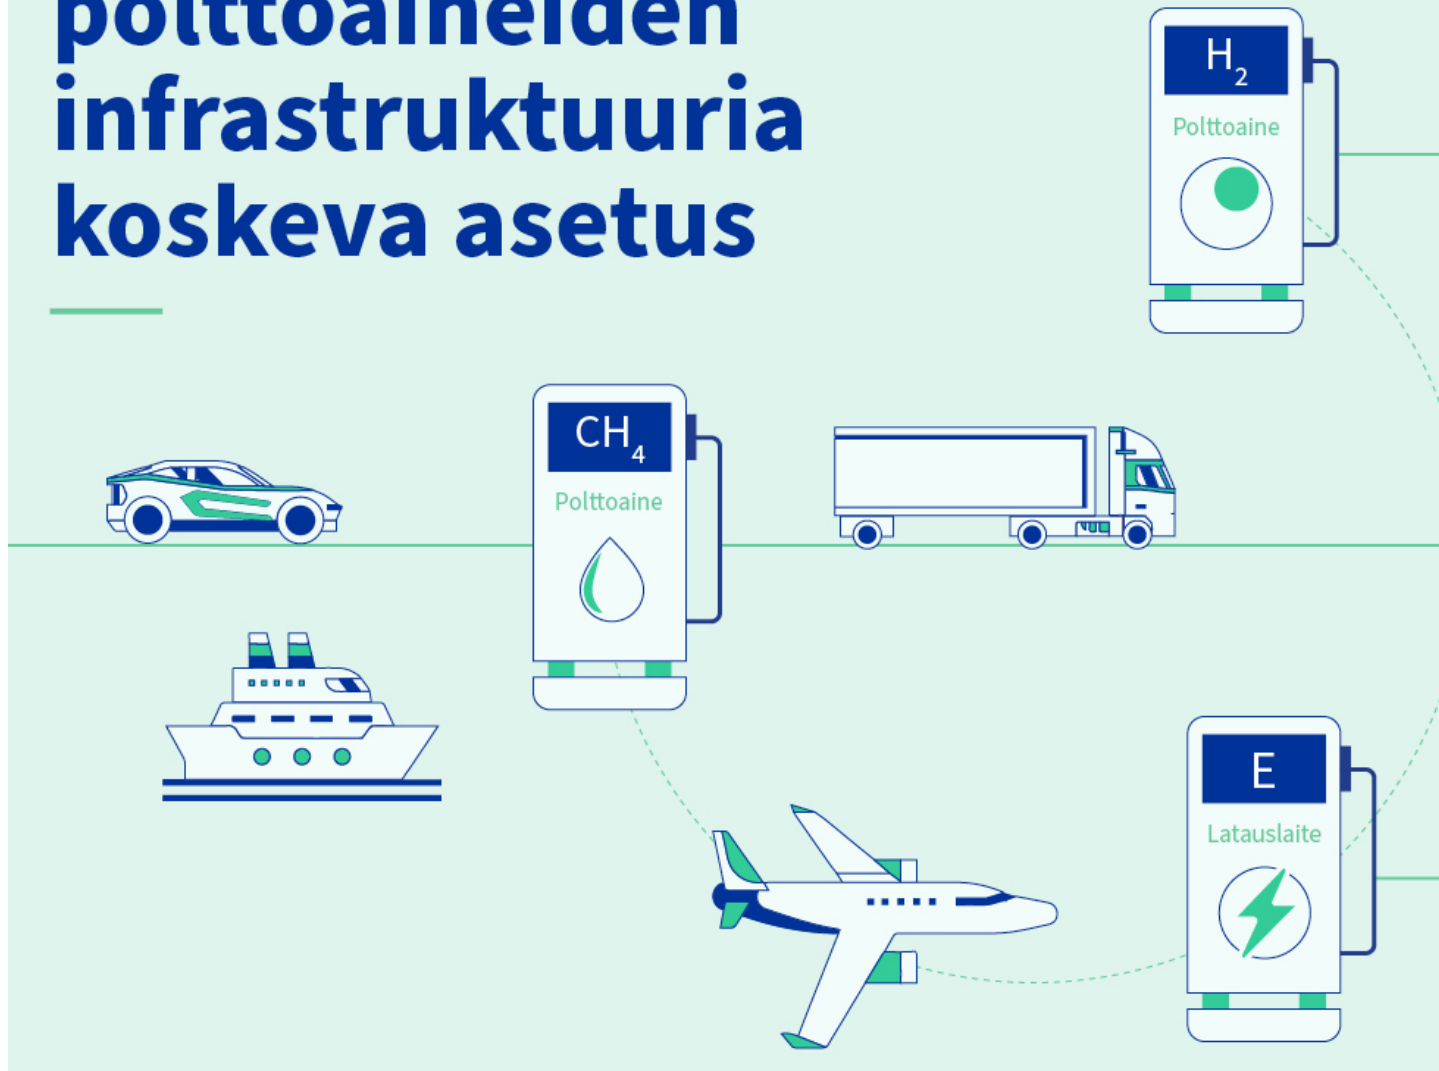 polttoaineiden
infrastruktuuria
koskeva asetus
H₂
Polttoaine
CH₄
Polttoaine
E
Latauslaite